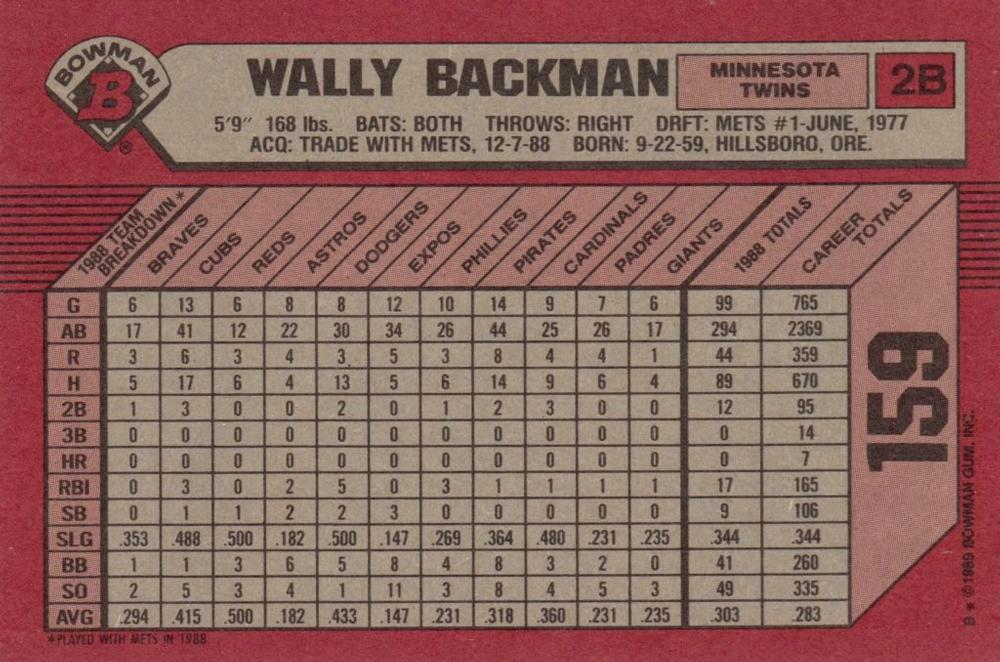 BOWMAN
B
®
WALLY BACKMAN
MINNESOTA
TWINS
2B
5'9" 168 lbs. BATS: BOTH THROWS: RIGHT DRFT: METS #1-JUNE, 1977
ACQ: TRADE WITH METS, 12-7-88 BORN: 9-22-59, HILLSBORO, ORE.
1988 TEAM BREAKDOWN* BRAVES CUBS REDS ASTROS DODGERS EXPOS PHILLIES PIRATES CARDINALS PADRES GIANTS 1988 TOTALS CAREER TOTALS
G 6 13 6 8 8 12 10 14 9 7 6 99 765
AB 17 41 12 22 30 34 26 44 25 26 17 294 2369
R 3 6 3 4 3 5 3 8 4 4 1 44 359
H 5 17 6 4 13 5 6 14 9 6 4 89 670
2B 1 3 0 0 2 0 1 2 3 0 0 12 95
3B 0 0 0 0 0 0 0 0 0 0 0 0 14
HR 0 0 0 0 0 0 0 0 0 0 0 0 7
RBI 0 3 0 2 5 0 3 1 1 1 1 17 165
SB 0 1 1 2 2 3 0 0 0 0 0 9 106
SLG .353 .488 .500 .182 .500 .147 .269 .364 .480 .231 .235 .344 .344
BB 1 1 3 6 5 8 4 8 3 2 0 41 260
SO 2 5 3 4 1 11 3 8 4 5 3 49 335
AVG .294 .415 .500 .182 .433 .147 .231 .318 .360 .231 .235 .303 .283
*PLAYED WITH METS IN 1988
159
B * ©1989 BOWMAN GUM, INC.